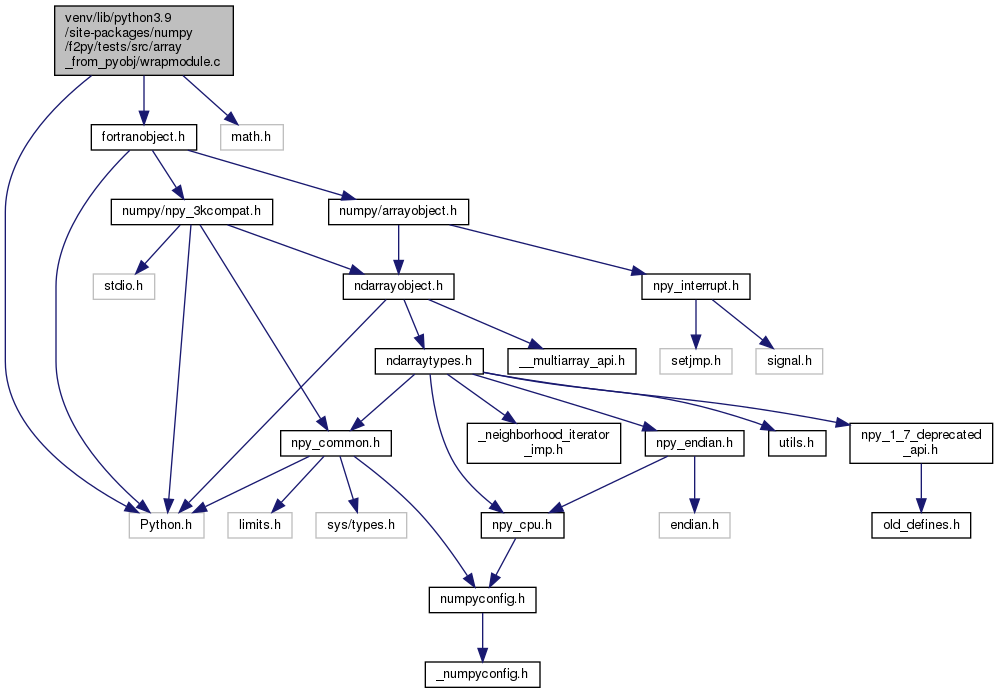 venv/lib/python3.9
/site-packages/numpy
/f2py/tests/src/array
_from_pyobj/wrapmodule.c
fortranobject.h
math.h
numpy/npy_3kcompat.h
numpy/arrayobject.h
stdio.h
ndarrayobject.h
npy_interrupt.h
ndarraytypes.h
__multiarray_api.h
setjmp.h
signal.h
npy_common.h
_neighborhood_iterator
_imp.h
npy_endian.h
utils.h
npy_1_7_deprecated
_api.h
Python.h
limits.h
sys/types.h
npy_cpu.h
endian.h
old_defines.h
numpyconfig.h
_numpyconfig.h